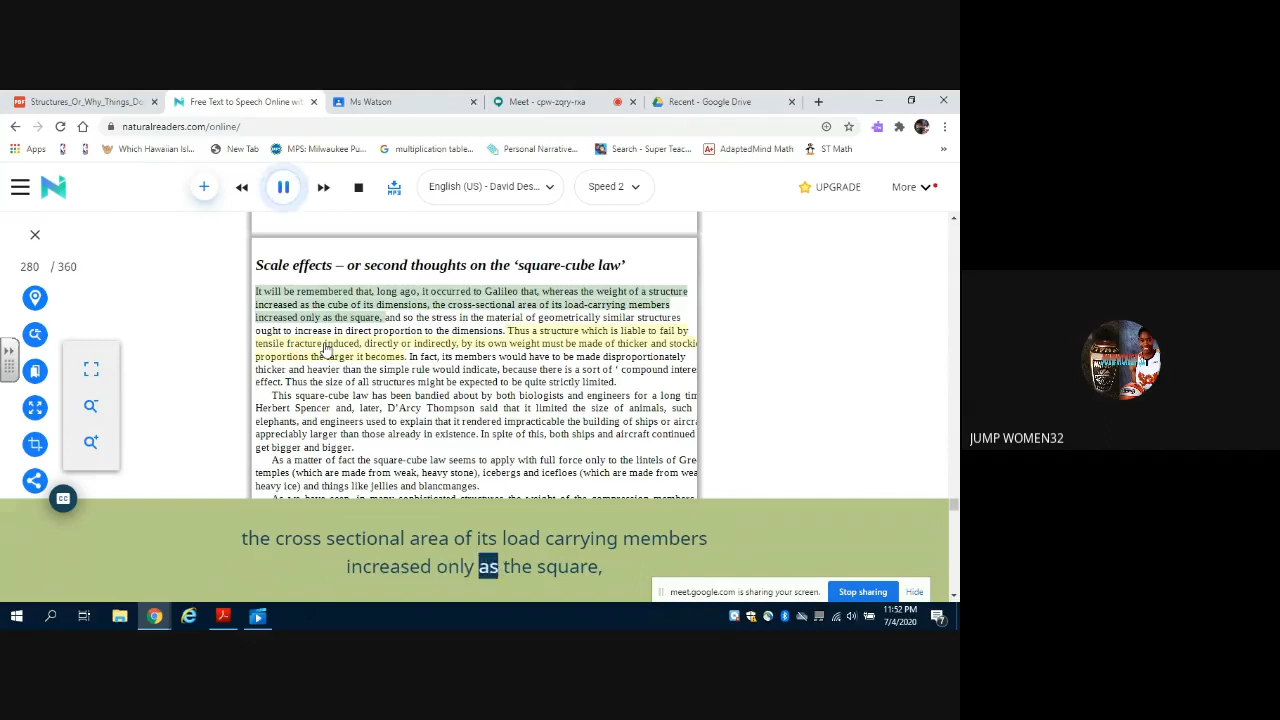 Structures_Or_Why_Things_Do
Free Text to Speech Online wit
Ms Watson
Meet - cpw-zqry-rxa
Recent - Google Drive
naturalreaders.com/online/
Apps
Which Hawaiian Isl...
New Tab
MPS: Milwaukee Pu...
multiplication table...
Personal Narrative...
Search - Super Teac...
AdaptedMind Math
ST Math
MP3
English (US) - David Des...
Speed 2
UPGRADE
More
280 / 360
Scale effects – or second thoughts on the ‘square-cube law’
It will be remembered that, long ago, it occurred to Galileo that, whereas the weight of a structure
increased as the cube of its dimensions, the cross-sectional area of its load-carrying members
increased only as the square, and so the stress in the material of geometrically similar structures
ought to increase in direct proportion to the dimensions. Thus a structure which is liable to fail by
tensile fracture induced, directly or indirectly, by its own weight must be made of thicker and stockie
proportions the larger it becomes. In fact, its members would have to be made disproportionately
thicker and heavier than the simple rule would indicate, because there is a sort of ‘ compound intere
effect. Thus the size of all structures might be expected to be quite strictly limited.
This square-cube law has been bandied about by both biologists and engineers for a long tim
Herbert Spencer and, later, D’Arcy Thompson said that it limited the size of animals, such
elephants, and engineers used to explain that it rendered impracticable the building of ships or aircra
appreciably larger than those already in existence. In spite of this, both ships and aircraft continued
get bigger and bigger.
As a matter of fact the square-cube law seems to apply with full force only to the lintels of Gre
temples (which are made from weak, heavy stone), icebergs and icefloes (which are made from wea
heavy ice) and things like jellies and blancmanges.
As we have seen, in many sophisticated structures the weight of the compression members
CC
the cross sectional area of its load carrying members
increased only as the square,
meet.google.com is sharing your screen.
Stop sharing
Hide
11:52 PM
7/4/2020
JUMP WOMEN32